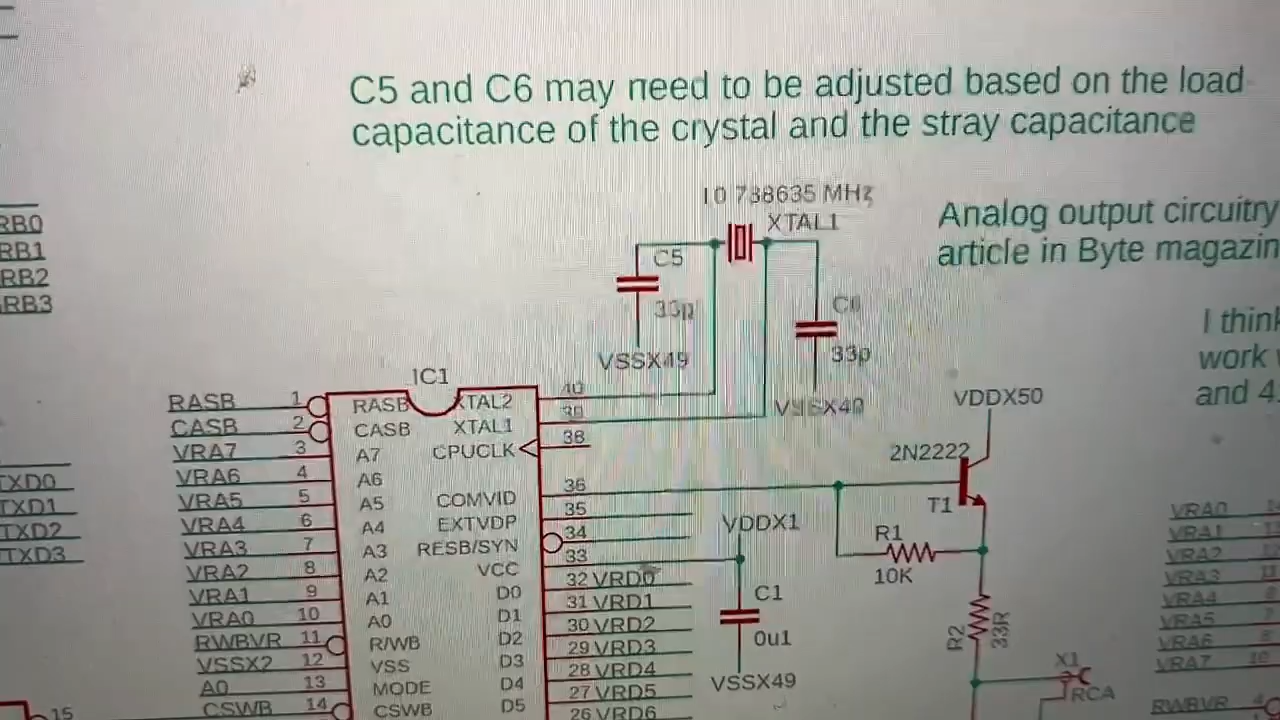 C5 and C6 may need to be adjusted based on the load
capacitance of the crystal and the stray capacitance
10 738635 MHz
XTAL1
Analog output circuitry
article in Byte magazin
I think
work
and 4.
RB0
RB1
RB2
RB3
C5
33p
VSSX49
C6
33p
VSSX49
IC1
RASB 1 RASB XTAL2 40
CASB 2 CASB XTAL1 39
VRA7 3 A7 CPUCLK 38
VRA6 4 A6
VRA5 5 A5 COMVID 36
VRA4 6 A4 EXTVDP 35
VRA3 7 A3 RESB/SYN 34
VRA2 8 A2 VCC 33
VRA1 9 A1 D0 32 VRD0
VRA0 10 A0 D1 31 VRD1
RWBVR 11 R/WB D2 30 VRD2
VSSX2 12 VSS D3 29 VRD3
A0 13 MODE D4 28 VRD4
CSWB 14 CSWB D5 27 VRD5
26 VRD6
TXD0
TXD1
TXD2
TXD3
15
VDDX50
2N2222
T1
R1
10K
VDDX1
C1
0u1
VSSX49
R2
33R
X1
RCA
VRA0
VRA1
VRA2
VRA3
VRA4
VRA5
VRA6
VRA7
RWBVR